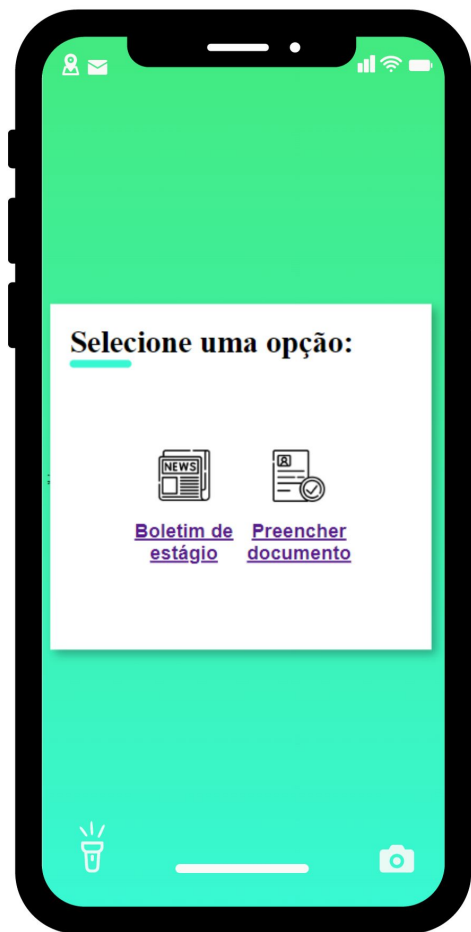 Selecione uma opção:
NEWS
Boletim de
estágio
Preencher
documento